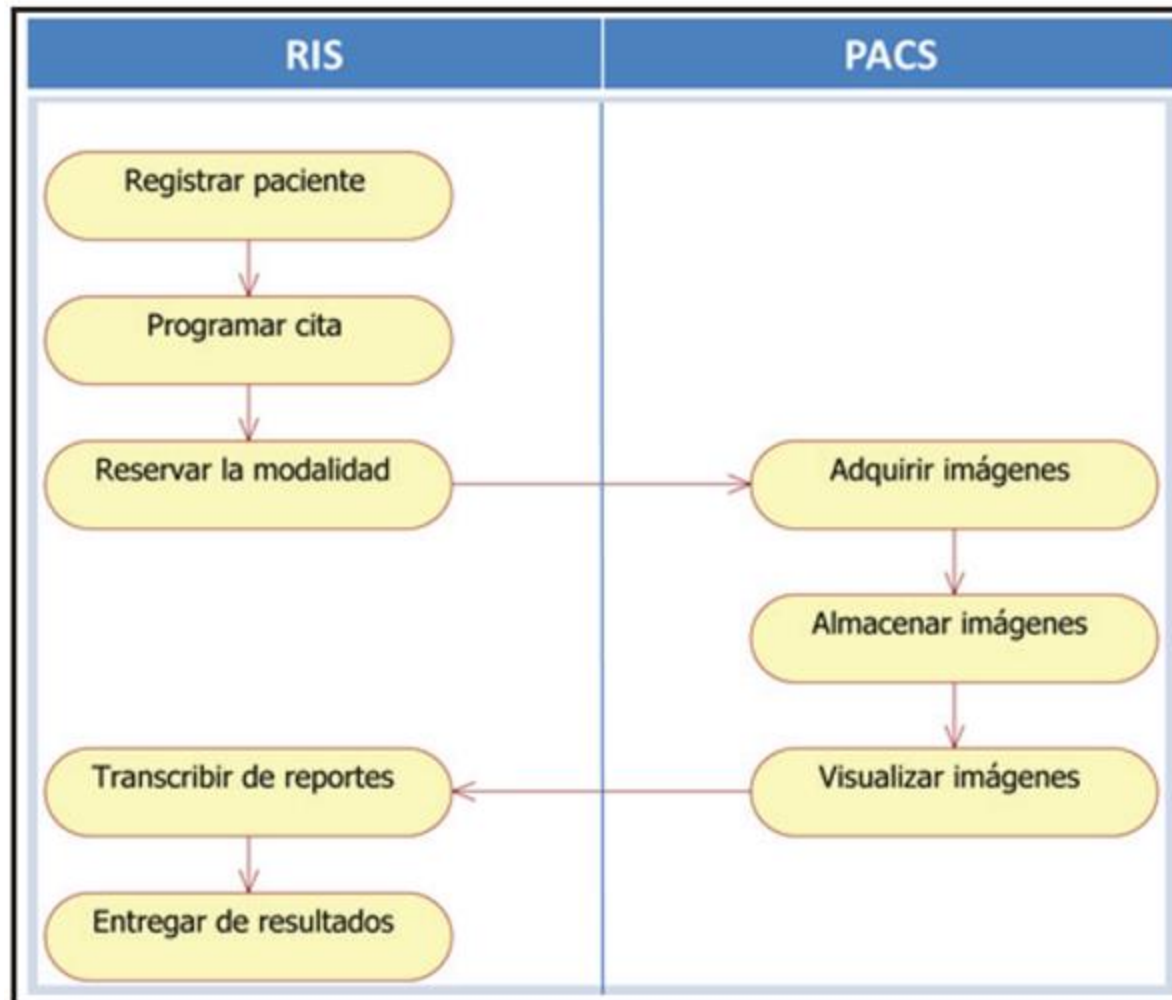 RIS
PACS
Registrar paciente
Programar cita
Reservar la modalidad
Adquirir imágenes
Almacenar imágenes
Visualizar imágenes
Transcribir de reportes
Entregar de resultados